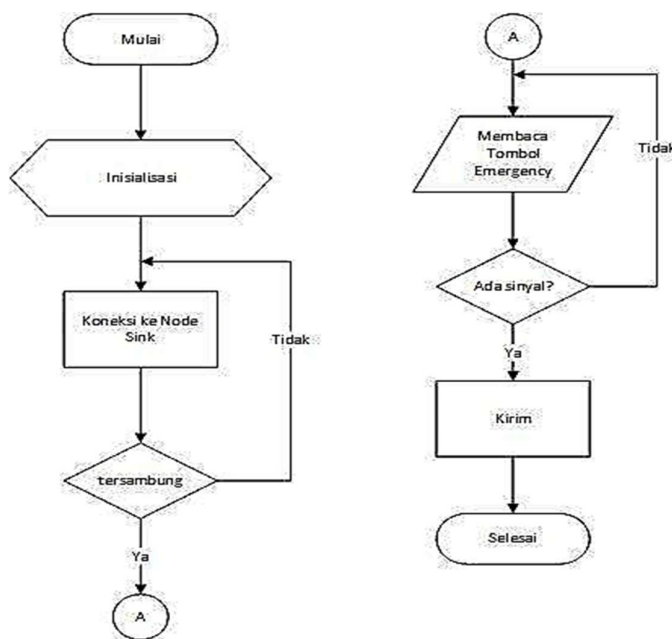 Mulai
Inisialisasi
Koneksi ke Node
Sink
Tidak
tersambung
Ya
A
A
Membaca
Tombol
Emergency
Tidak
Ada sinyal?
Ya
Kirim
Selesai